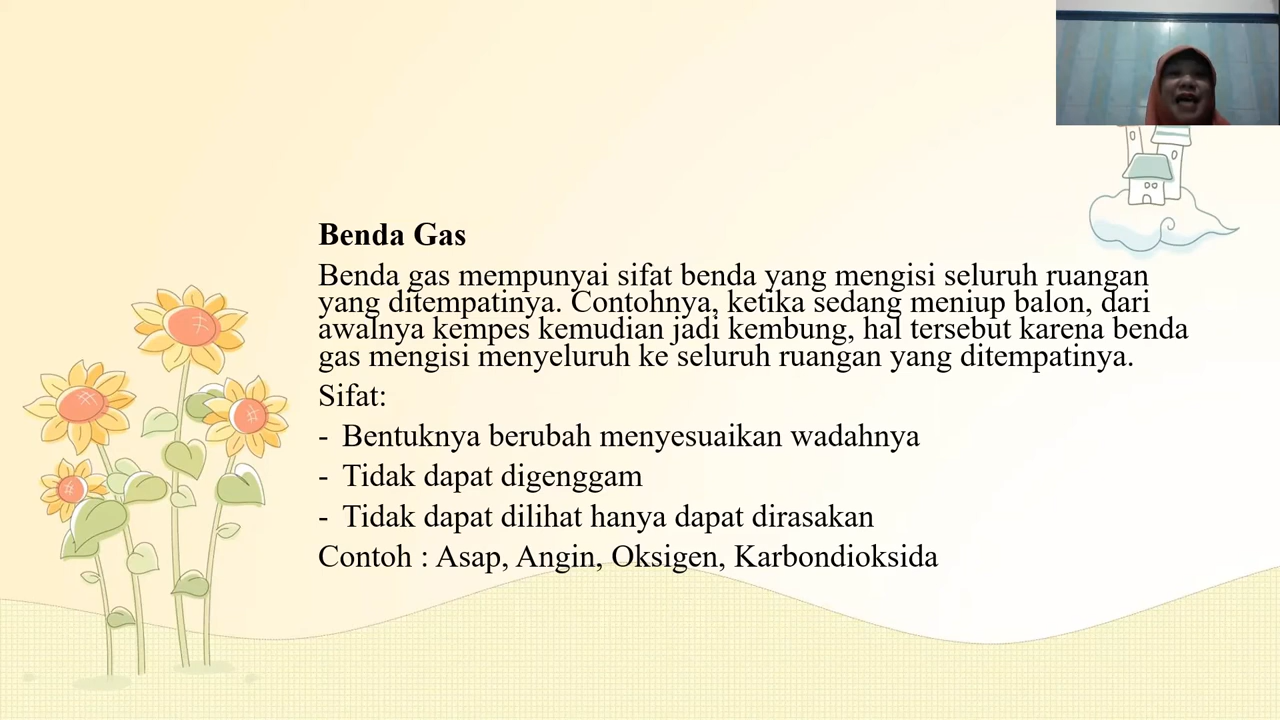 Benda Gas
Benda gas mempunyai sifat benda yang mengisi seluruh ruangan
yang ditempatinya. Contohnya, ketika sedang meniup balon, dari
awalnya kempes kemudian jadi kembung, hal tersebut karena benda
gas mengisi menyeluruh ke seluruh ruangan yang ditempatinya.
Sifat:
- Bentuknya berubah menyesuaikan wadahnya
- Tidak dapat digenggam
- Tidak dapat dilihat hanya dapat dirasakan
Contoh : Asap, Angin, Oksigen, Karbondioksida